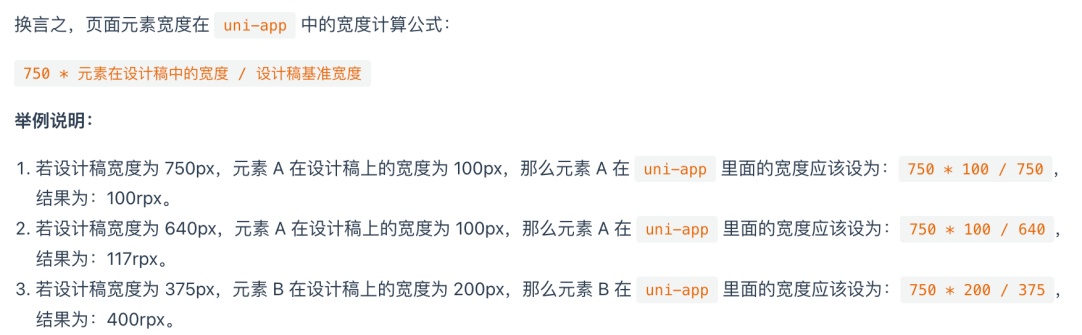 换言之，页面元素宽度在 uni-app 中的宽度计算公式：
750 * 元素在设计稿中的宽度 / 设计稿基准宽度
举例说明：
1. 若设计稿宽度为 750px，元素 A 在设计稿上的宽度为 100px，那么元素 A 在 uni-app 里面的宽度应该设为： 750 * 100 / 750 ，
结果为：100rpx。
2. 若设计稿宽度为 640px，元素 A 在设计稿上的宽度为 100px，那么元素 A 在 uni-app 里面的宽度应该设为： 750 * 100 / 640 ，
结果为：117rpx。
3. 若设计稿宽度为 375px，元素 B 在设计稿上的宽度为 200px，那么元素 B 在 uni-app 里面的宽度应该设为： 750 * 200 / 375 ，
结果为：400rpx。